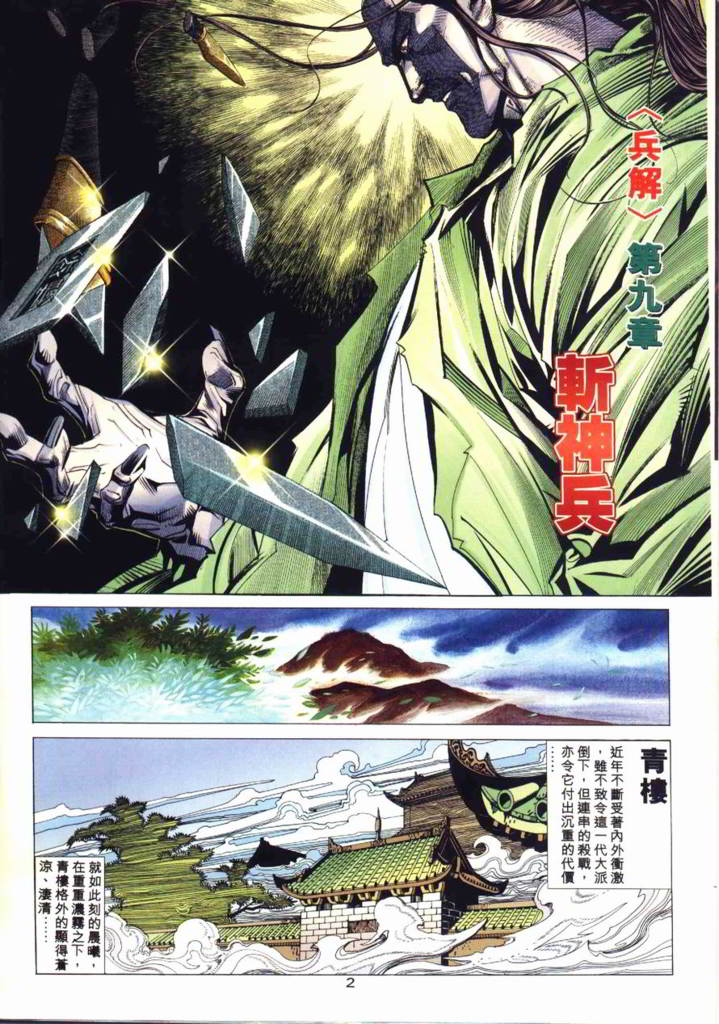 〈兵解〉
第九章
斬神兵
青樓
近年不斷受著內外衝激
，雖不致令這一代大派
倒下，但連串的殺戰，
亦令它付出沉重的代價
……………
就如此刻的晨曦，
在重重濃霧之下，
青樓格外的顯得蒼
涼、淒清……
2